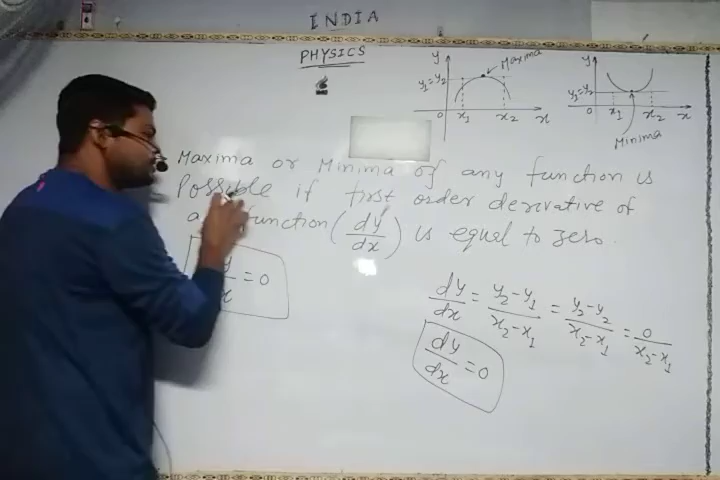 INDIA
PHYSICS
y
Maxima
y₁=y₂
0 x₁ x₂ x
y
y₁=y₂
0 x₁ x₂ x
Minima
Maxima or Minima of any function is
Possible if first order derivative of
a function (dy/dx) is equal to zero.
= 0
dy/dx = y₂-y₁/x₂-x₁ = y₂-y₂/x₂-x₁ = 0/x₂-x₁
dy/dx = 0